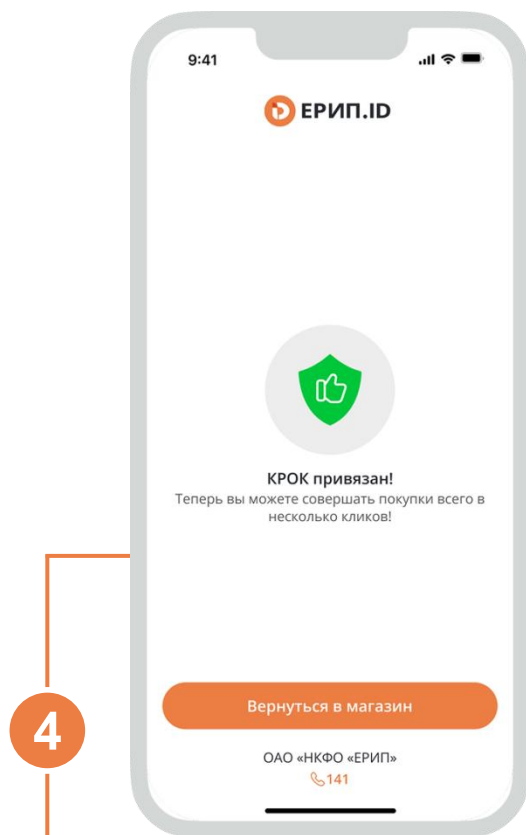 9:41
ЕРИП.ID
КРОК привязан!
Теперь вы можете совершать покупки всего в
несколько кликов!
4
Вернуться в магазин
ОАО «НКФО «ЕРИП»
141